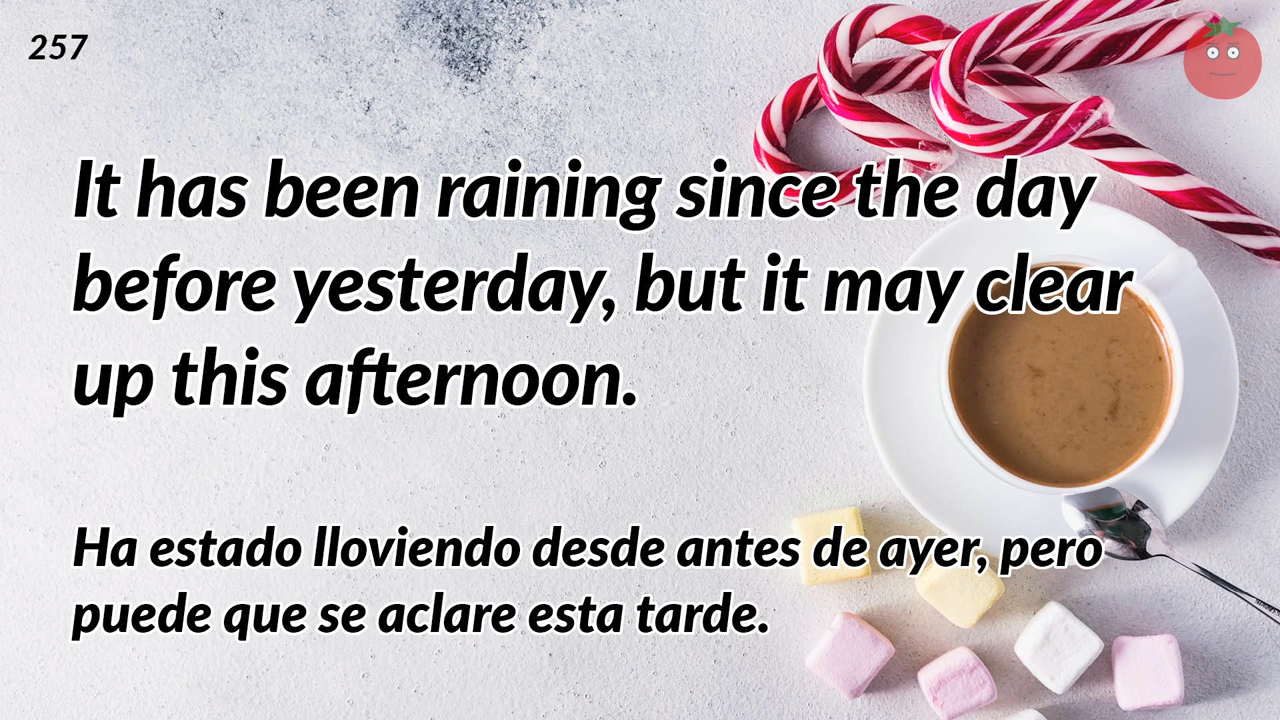 257
It has been raining since the day
before yesterday, but it may clear
up this afternoon.
Ha estado lloviendo desde antes de ayer, pero
puede que se aclare esta tarde.